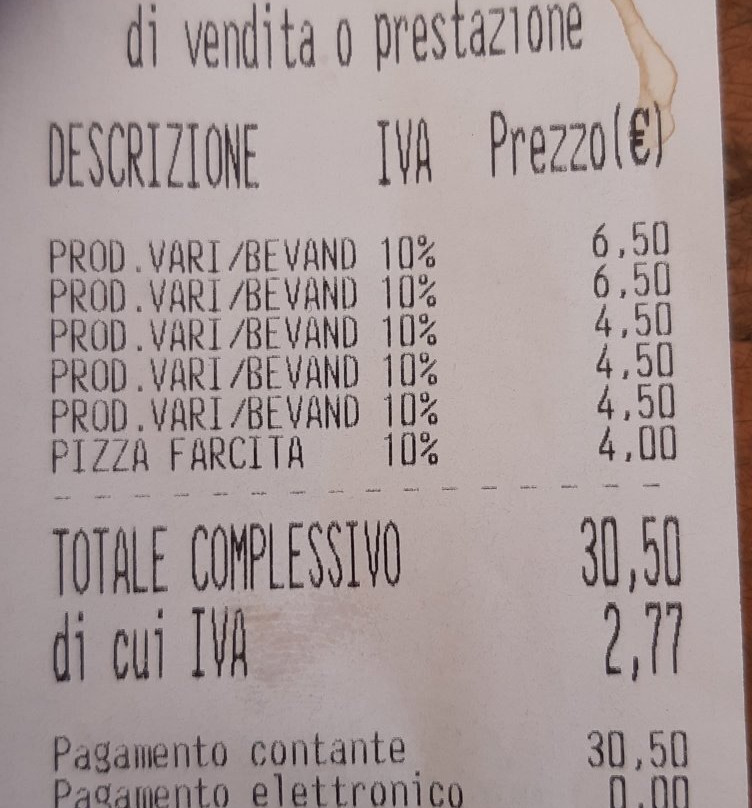 di vendita o prestazione
DESCRIZIONE IVA Prezzo(€)
PROD.VARI/BEVAND 10% 6,50
PROD.VARI/BEVAND 10% 6,50
PROD.VARI/BEVAND 10% 4,50
PROD.VARI/BEVAND 10% 4,50
PROD.VARI/BEVAND 10% 4,50
PIZZA FARCITA 10% 4,00
TOTALE COMPLESSIVO 30,50
di cui IVA 2,77
Pagamento contante 30,50
Pagamento elettronico 0,00